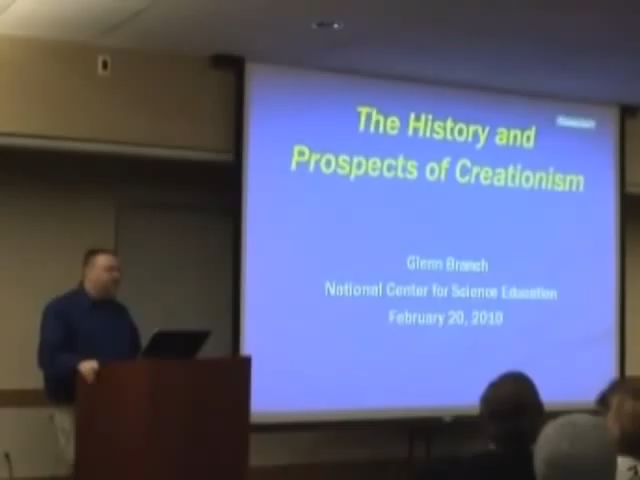 The History and
Prospects of Creationism
Glenn Branch
National Center for Science Education
February 20, 2010